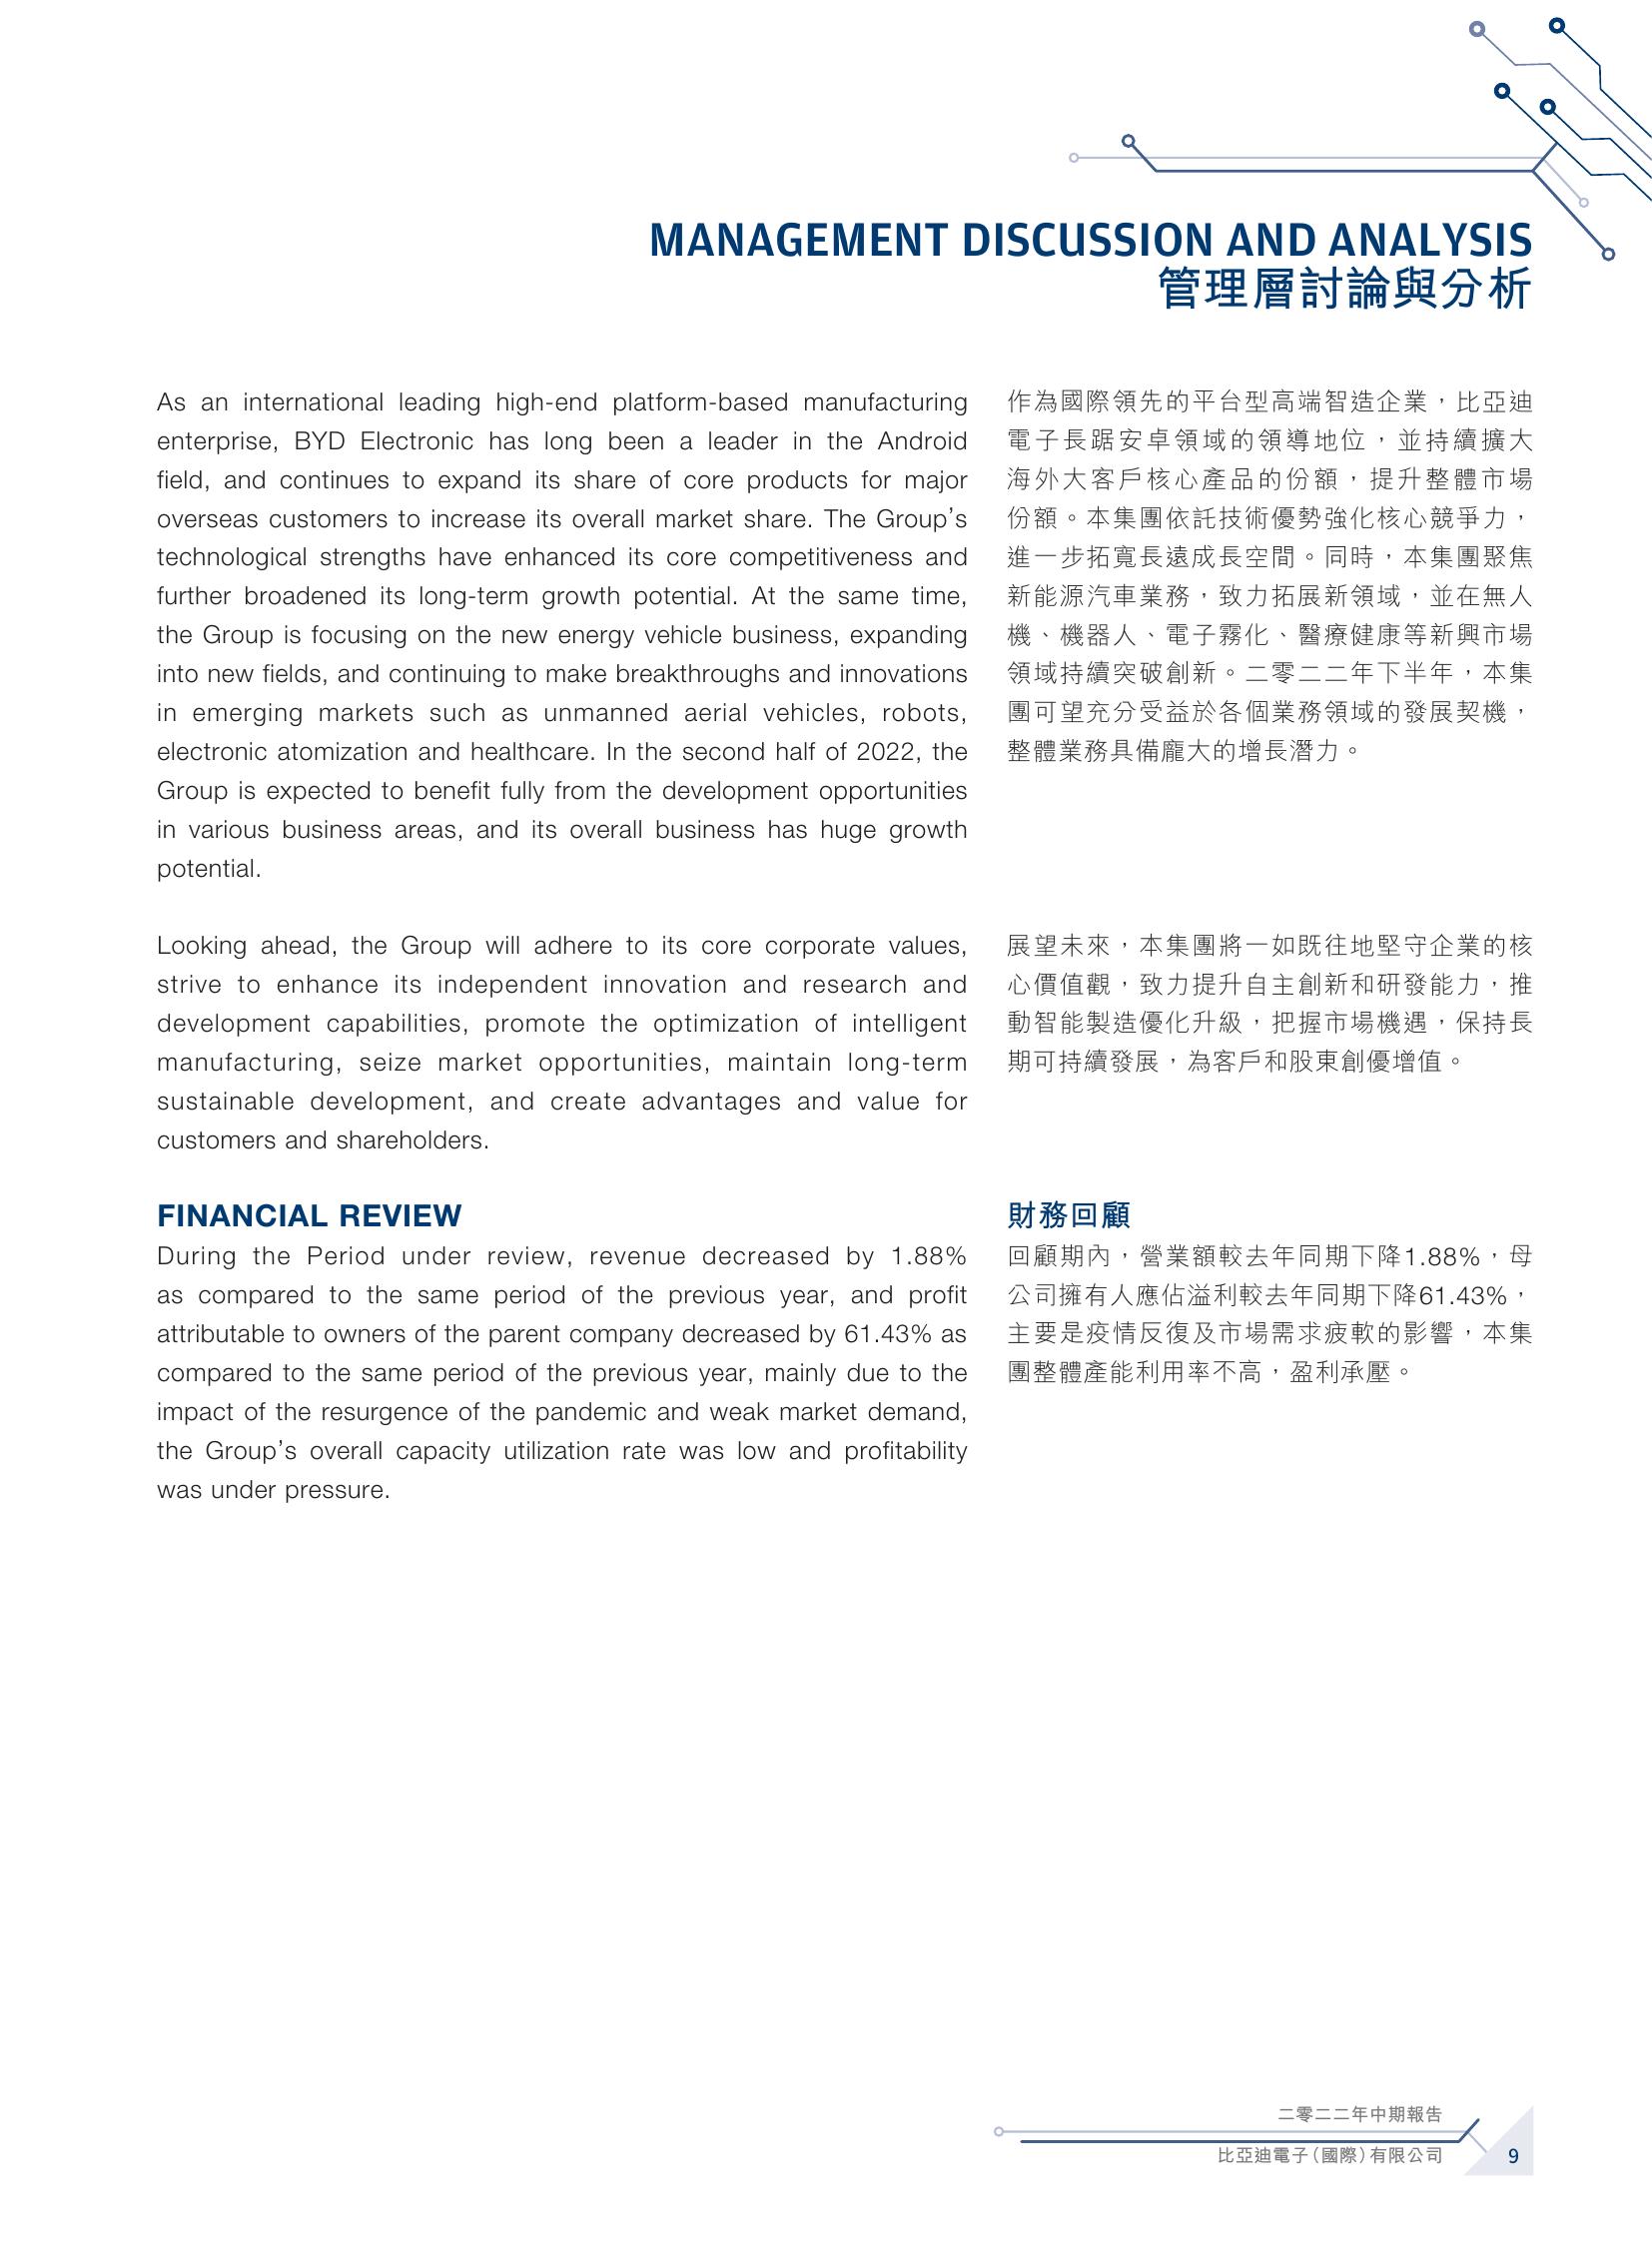 MANAGEMENT DISCUSSION AND ANALYSIS
管理層討論與分析
As an international leading high-end platform-based manufacturing
enterprise, BYD Electronic has long been a leader in the Android
field, and continues to expand its share of core products for major
overseas customers to increase its overall market share. The Group’s
technological strengths have enhanced its core competitiveness and
further broadened its long-term growth potential. At the same time,
the Group is focusing on the new energy vehicle business, expanding
into new fields, and continuing to make breakthroughs and innovations
in emerging markets such as unmanned aerial vehicles, robots,
electronic atomization and healthcare. In the second half of 2022, the
Group is expected to benefit fully from the development opportunities
in various business areas, and its overall business has huge growth
potential.
作為國際領先的平台型高端智造企業，比亞迪
電子長踞安卓領域的領導地位，並持續擴大
海外大客戶核心產品的份額，提升整體市場
份額。本集團依託技術優勢強化核心競爭力，
進一步拓寬長遠成長空間。同時，本集團聚焦
新能源汽車業務，致力拓展新領域，並在無人
機、機器人、電子霧化、醫療健康等新興市場
領域持續突破創新。二零二二年下半年，本集
團可望充分受益於各個業務領域的發展契機，
整體業務具備龐大的增長潛力。
Looking ahead, the Group will adhere to its core corporate values,
strive to enhance its independent innovation and research and
development capabilities, promote the optimization of intelligent
manufacturing, seize market opportunities, maintain long-term
sustainable development, and create advantages and value for
customers and shareholders.
展望未來，本集團將一如既往地堅守企業的核
心價值觀，致力提升自主創新和研發能力，推
動智能製造優化升級，把握市場機遇，保持長
期可持續發展，為客戶和股東創優增值。
FINANCIAL REVIEW
During the Period under review, revenue decreased by 1.88%
as compared to the same period of the previous year, and profit
attributable to owners of the parent company decreased by 61.43% as
compared to the same period of the previous year, mainly due to the
impact of the resurgence of the pandemic and weak market demand,
the Group’s overall capacity utilization rate was low and profitability
was under pressure.
財務回顧
回顧期內，營業額較去年同期下降1.88%，母
公司擁有人應佔溢利較去年同期下降61.43%，
主要是疫情反復及市場需求疲軟的影響，本集
團整體產能利用率不高，盈利承壓。
二零二二年中期報告
比亞迪電子（國際）有限公司
9